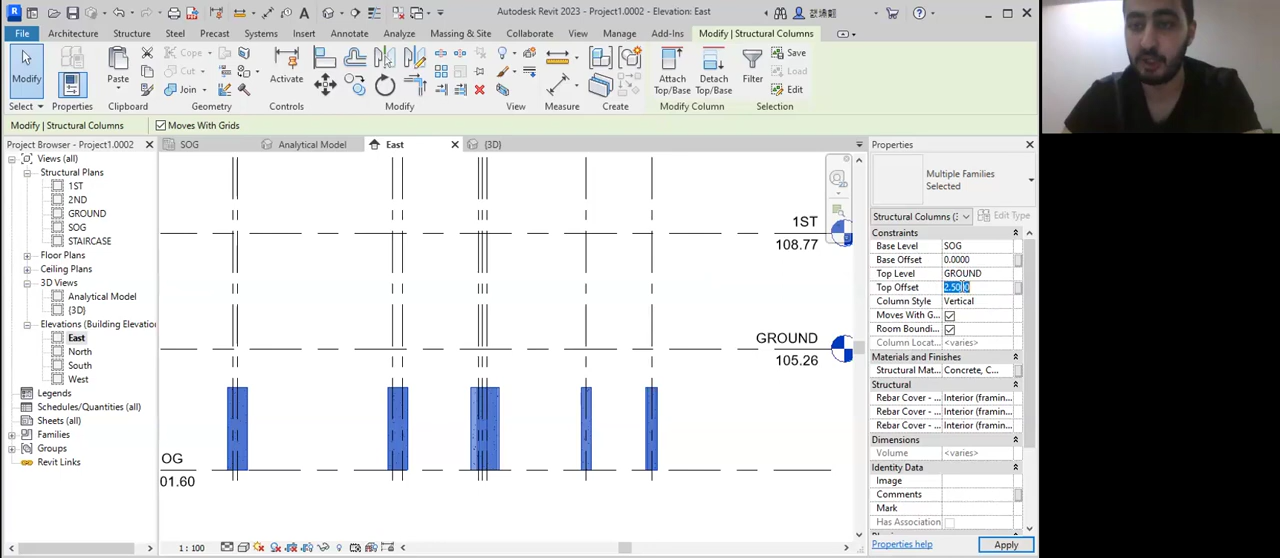 Autodesk Revit 2023 - Project1.0002 - Elevation: East
File Architecture Structure Steel Precast Systems Insert Annotate Analyze Massing & Site Collaborate View Manage Add-Ins Modify | Structural Columns
Modify Paste Cope Cut Join Activate Attach Top/Base Detach Top/Base Filter Save Load Edit
Select Properties Clipboard Geometry Controls Modify View Measure Create Modify Column Selection
Modify | Structural Columns Moves With Grids
Project Browser - Project1.0002
SOG Analytical Model East {3D}
Views (all)
Structural Plans
1ST
2ND
GROUND
SOG
STAIRCASE
Floor Plans
Ceiling Plans
3D Views
Analytical Model
{3D}
Elevations (Building Elevatio
East
North
South
West
Legends
Schedules/Quantities (all)
Sheets (all)
Families
Groups
Revit Links
1ST
108.77
GROUND
105.26
OG
01.60
1 : 100
Properties
Multiple Families
Selected
Structural Columns (3 Edit Type
Constraints
Base Level SOG
Base Offset 0.0000
Top Level GROUND
Top Offset 2.5000
Column Style Vertical
Moves With G...
Room Boundi...
Column Locat... <varies>
Materials and Finishes
Structural Mat... Concrete, C...
Structural
Rebar Cover - ... Interior (framin...
Rebar Cover - ... Interior (framin...
Rebar Cover - ... Interior (framin...
Dimensions
Volume <varies>
Identity Data
Image
Comments
Mark
Has Association
Properties help Apply